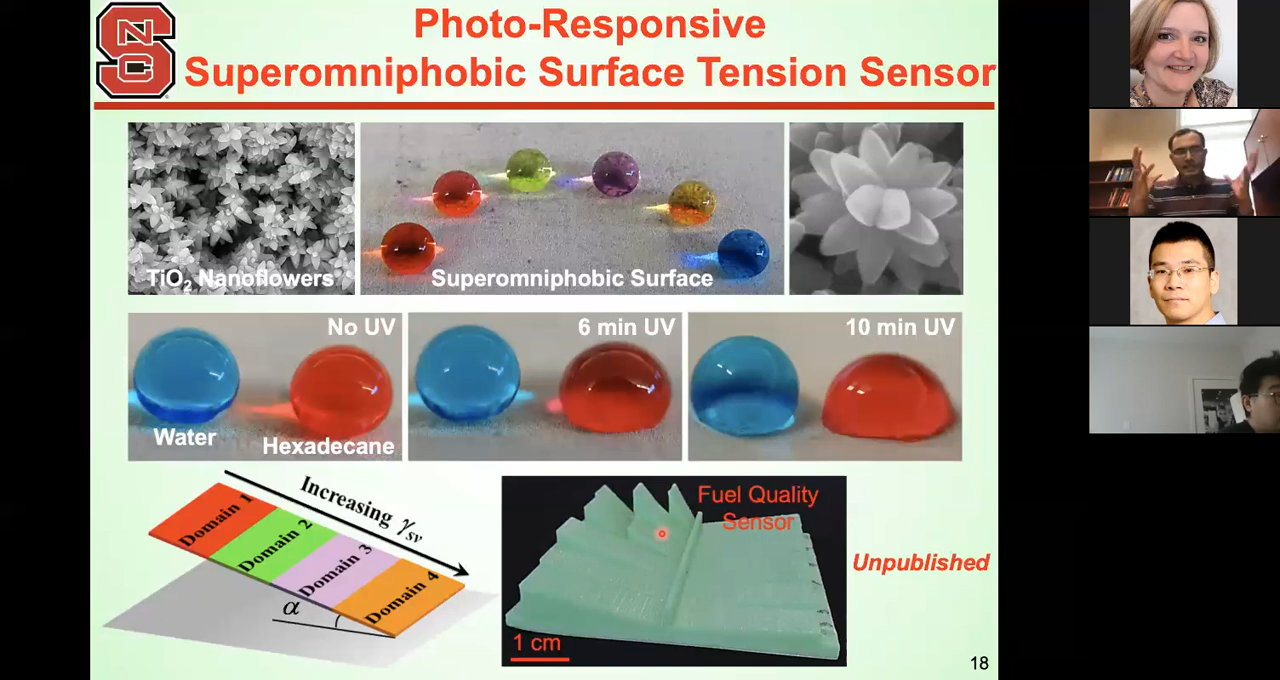 NC
S
Photo-Responsive
Superomniphobic Surface Tension Sensor
TiO₂ Nanoflowers
Superomniphobic Surface
No UV
6 min UV
10 min UV
Water
Hexadecane
Increasing γsv
Domain 1
Domain 2
Domain 3
Domain 4
α
Fuel Quality
Sensor
1 cm
Unpublished
18